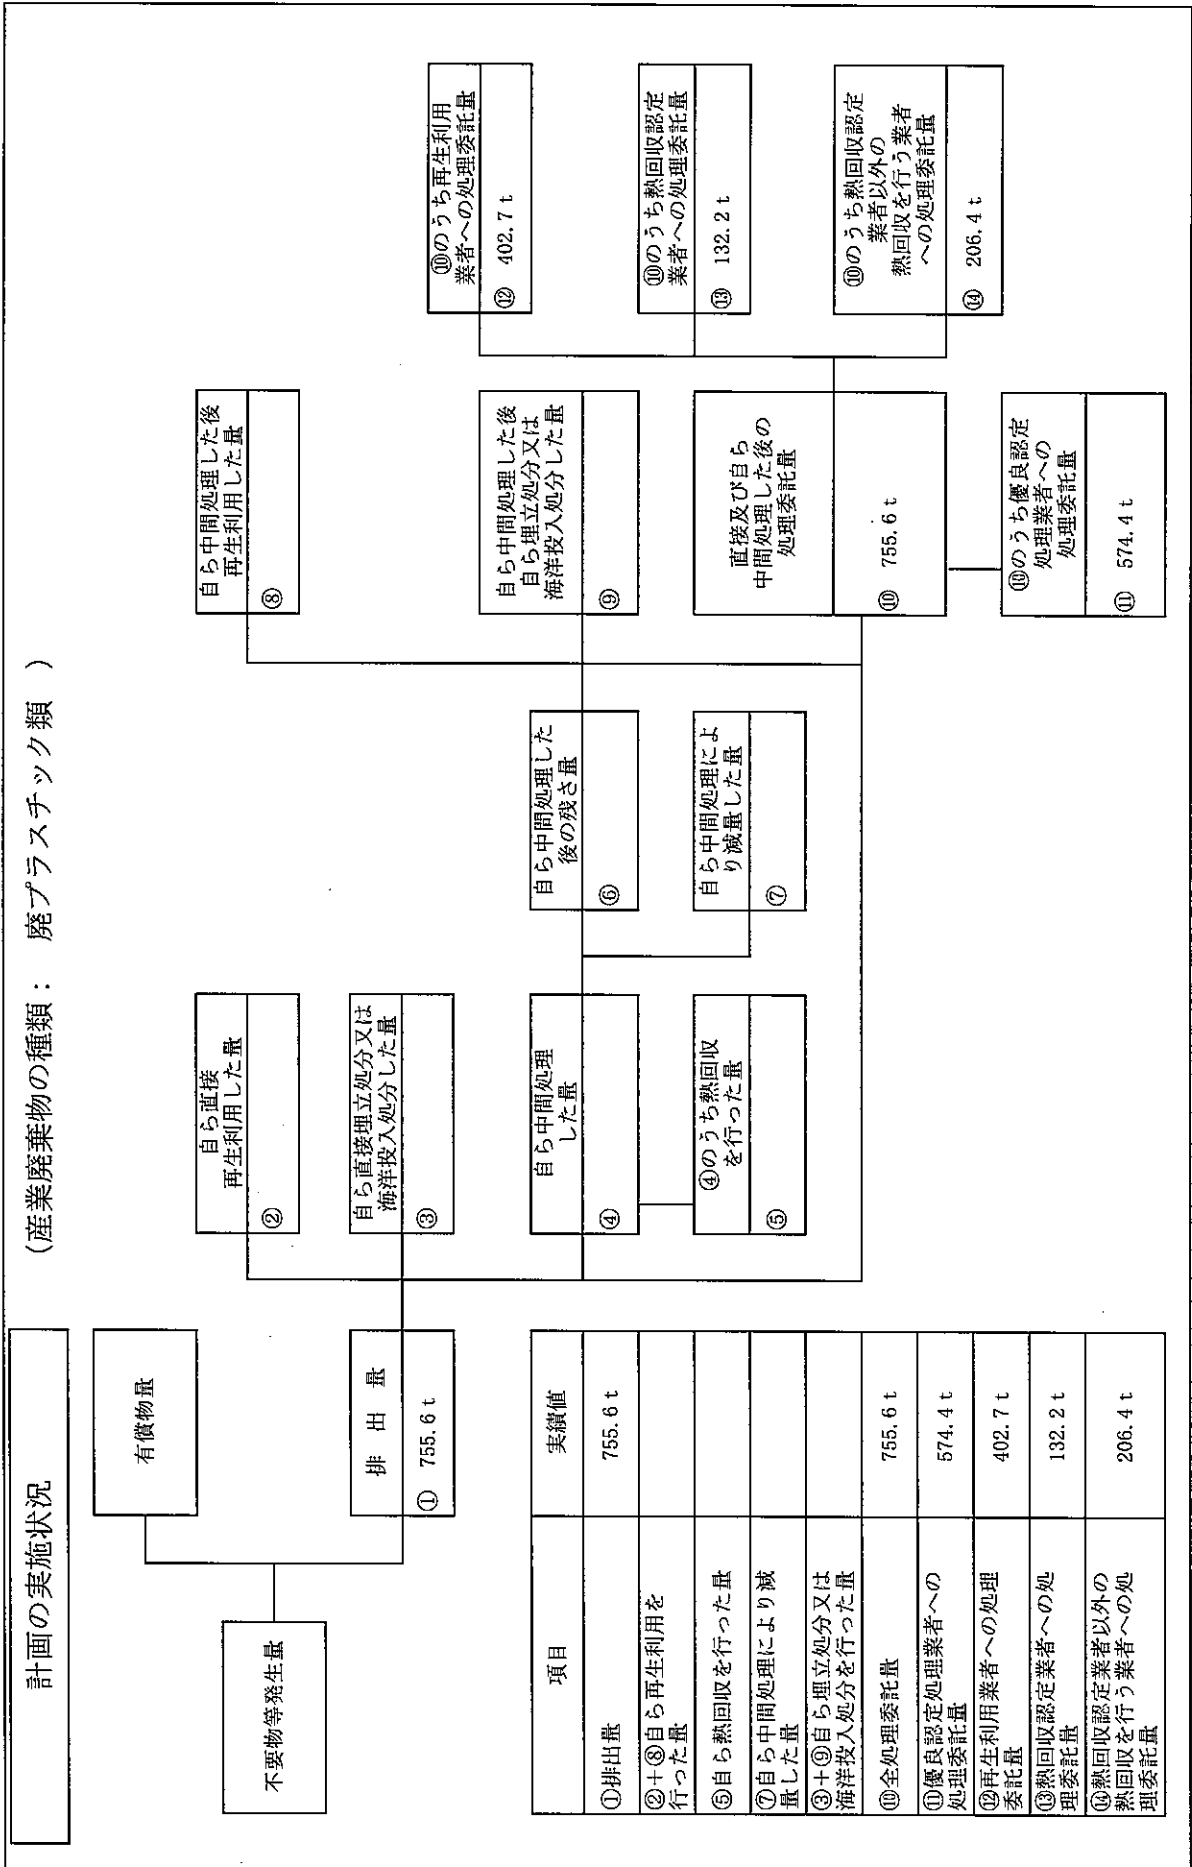 計画の実施状況
(産業廃棄物の種類： 廃プラスチック類 )
不要物等発生量
有償物量
排 出 量
① 755.6 t
自ら直接
再生利用した量
②
自ら直接埋立処分又は
海洋投入処分した量
③
自ら中間処理
した量
④
④のうち熱回収
を行った量
⑤
自ら中間処理した
後の残さ量
⑥
自ら中間処理によ
り減量した量
⑦
自ら中間処理した後
再生利用した量
⑧
自ら中間処理した後
自ら埋立処分又は
海洋投入処分した量
⑨
直接及び自ら
中間処理した後の
処理委託量
⑩ 755.6 t
⑩のうち優良認定
処理業者への
処理委託量
⑪ 574.4 t
⑩のうち再生利用
業者への処理委託量
⑫ 402.7 t
⑩のうち熱回収認定
業者への処理委託量
⑬ 132.2 t
⑩のうち熱回収認定
業者以外の
熱回収を行う業者
への処理委託量
⑭ 206.4 t
項目 実績値
①排出量 755.6 t
②+⑧自ら再生利用を
行った量
⑤自ら熱回収を行った量
⑦自ら中間処理により減
量した量
③+⑨自ら埋立処分又は
海洋投入処分を行った量
⑩全処理委託量 755.6 t
⑪優良認定処理業者への
処理委託量 574.4 t
⑫再生利用業者への処理
委託量 402.7 t
⑬熱回収認定業者への処
理委託量 132.2 t
⑭熱回収認定業者以外の
熱回収を行う業者への処
理委託量 206.4 t